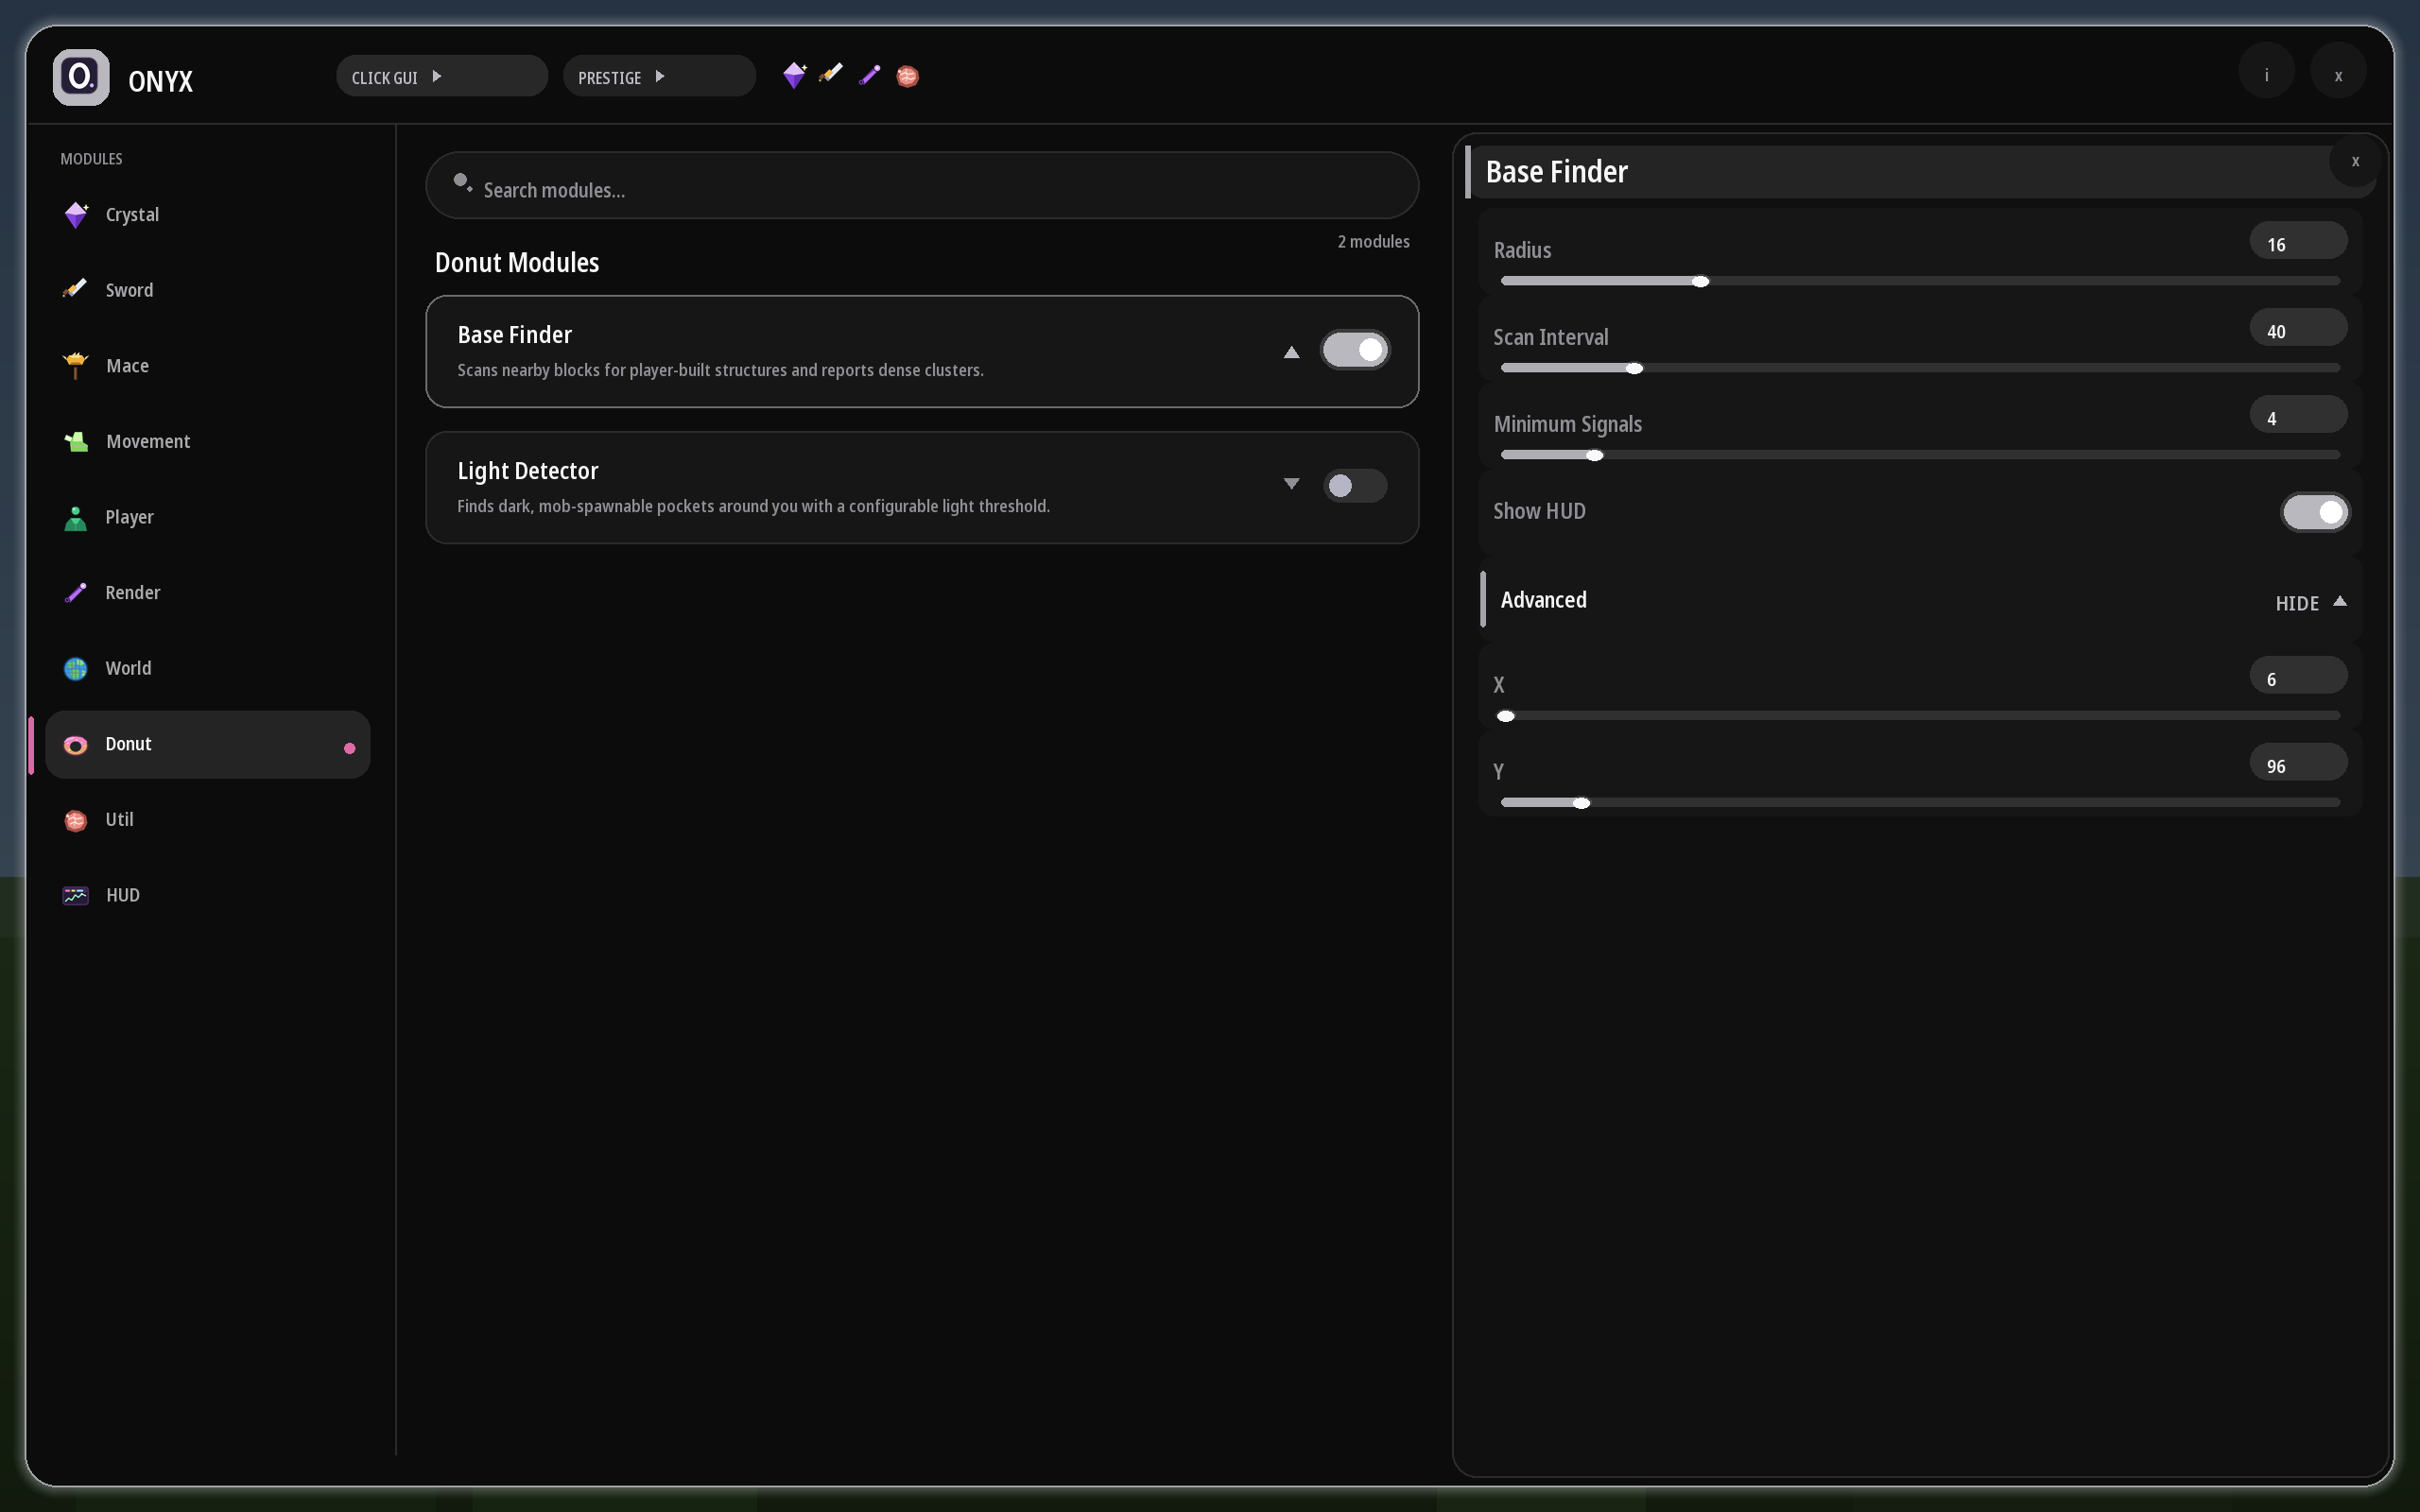 O.
ONYX
CLICK GUI
PRESTIGE
i
x
MODULES
Crystal
Sword
Mace
Movement
Player
Render
World
Donut
Util
HUD
Search modules...
2 modules
Donut Modules
Base Finder
Scans nearby blocks for player-built structures and reports dense clusters.
Light Detector
Finds dark, mob-spawnable pockets around you with a configurable light threshold.
Base Finder
x
Radius
16
Scan Interval
40
Minimum Signals
4
Show HUD
Advanced
HIDE
X
6
Y
96